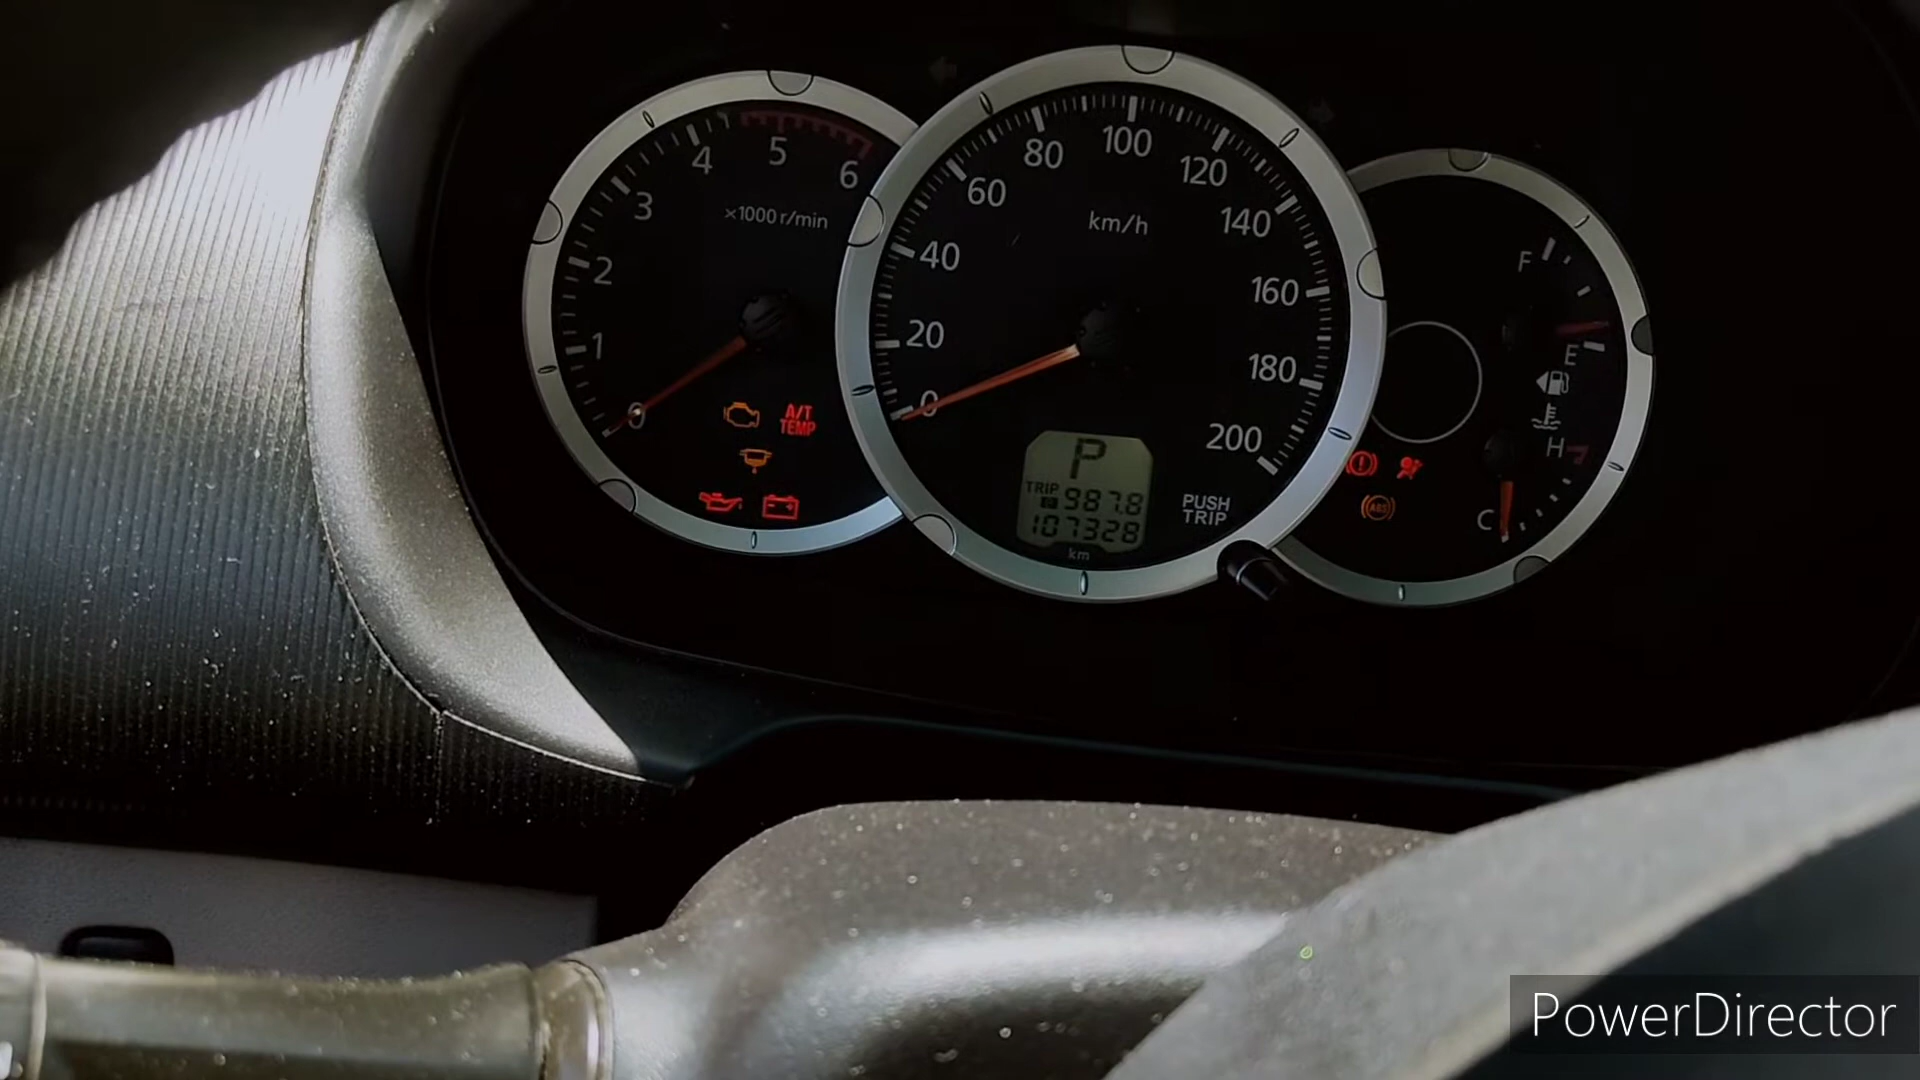 4 5 6
3
×1000 r/min
2
1
0
A/T
TEMP
80 100 120
60 140
km/h
40 160
20 180
0 200
P
TRIP 987.8
107328
km
PUSH
TRIP
F
E
H
C
ABS
PowerDirector